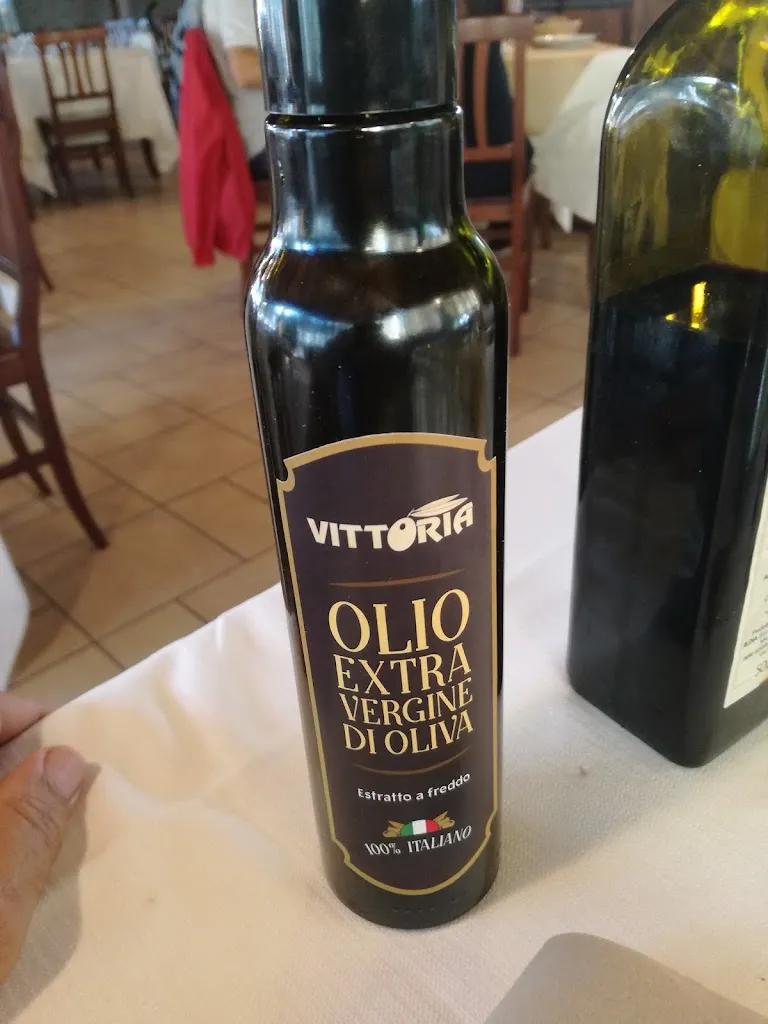 VITTORIA
OLIO
EXTRA
VERGINE
DI OLIVA
Estratto a freddo
100% ITALIANO